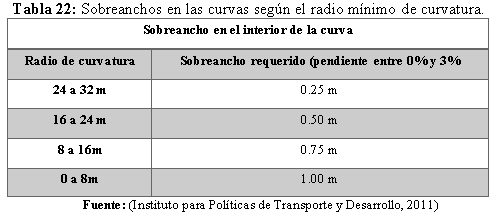 Tabla 22: Sobreanchos en las curvas según el radio mínimo de curvatura.
Sobreancho en el interior de la curva
Radio de curvatura Sobreancho requerido (pendiente entre 0% y 3%
24 a 32 m 0.25 m
16 a 24 m 0.50 m
8 a 16m 0.75 m
0 a 8m 1.00 m
Fuente: (Instituto para Políticas de Transporte y Desarrollo, 2011)